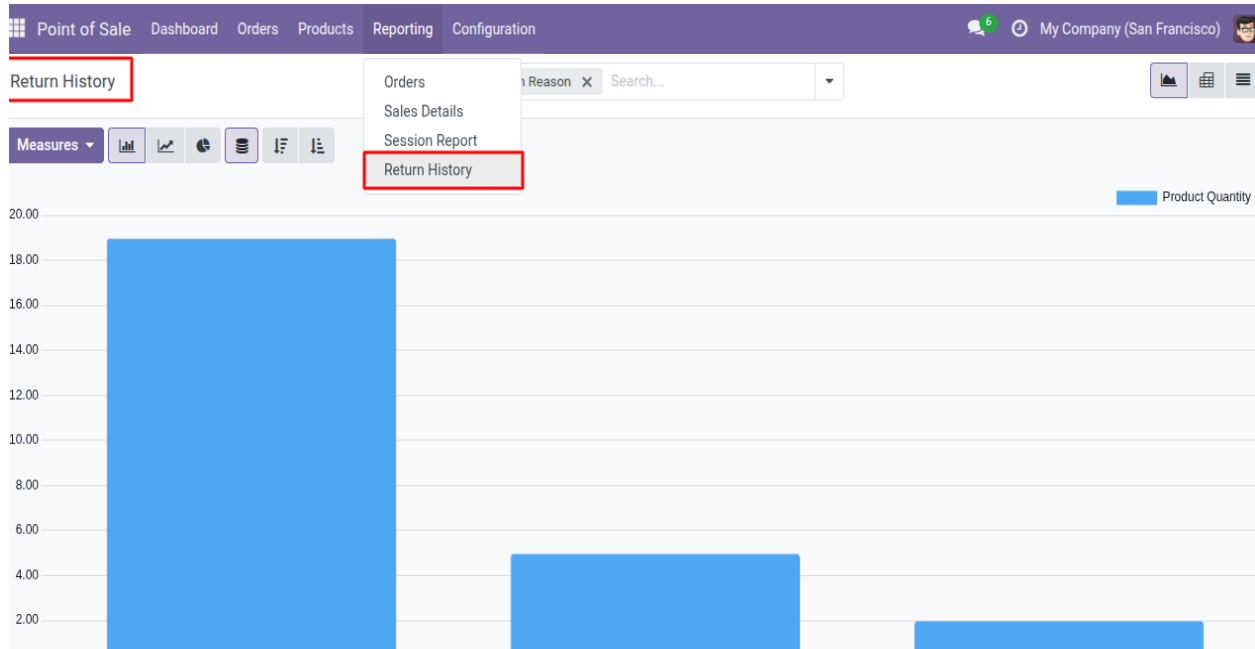 Point of Sale Dashboard Orders Products Reporting Configuration 6 My Company (San Francisco)
Return History
Reason
Search...
Orders
Sales Details
Session Report
Return History
Measures
Product Quantity
20.00
18.00
16.00
14.00
12.00
10.00
8.00
6.00
4.00
2.00